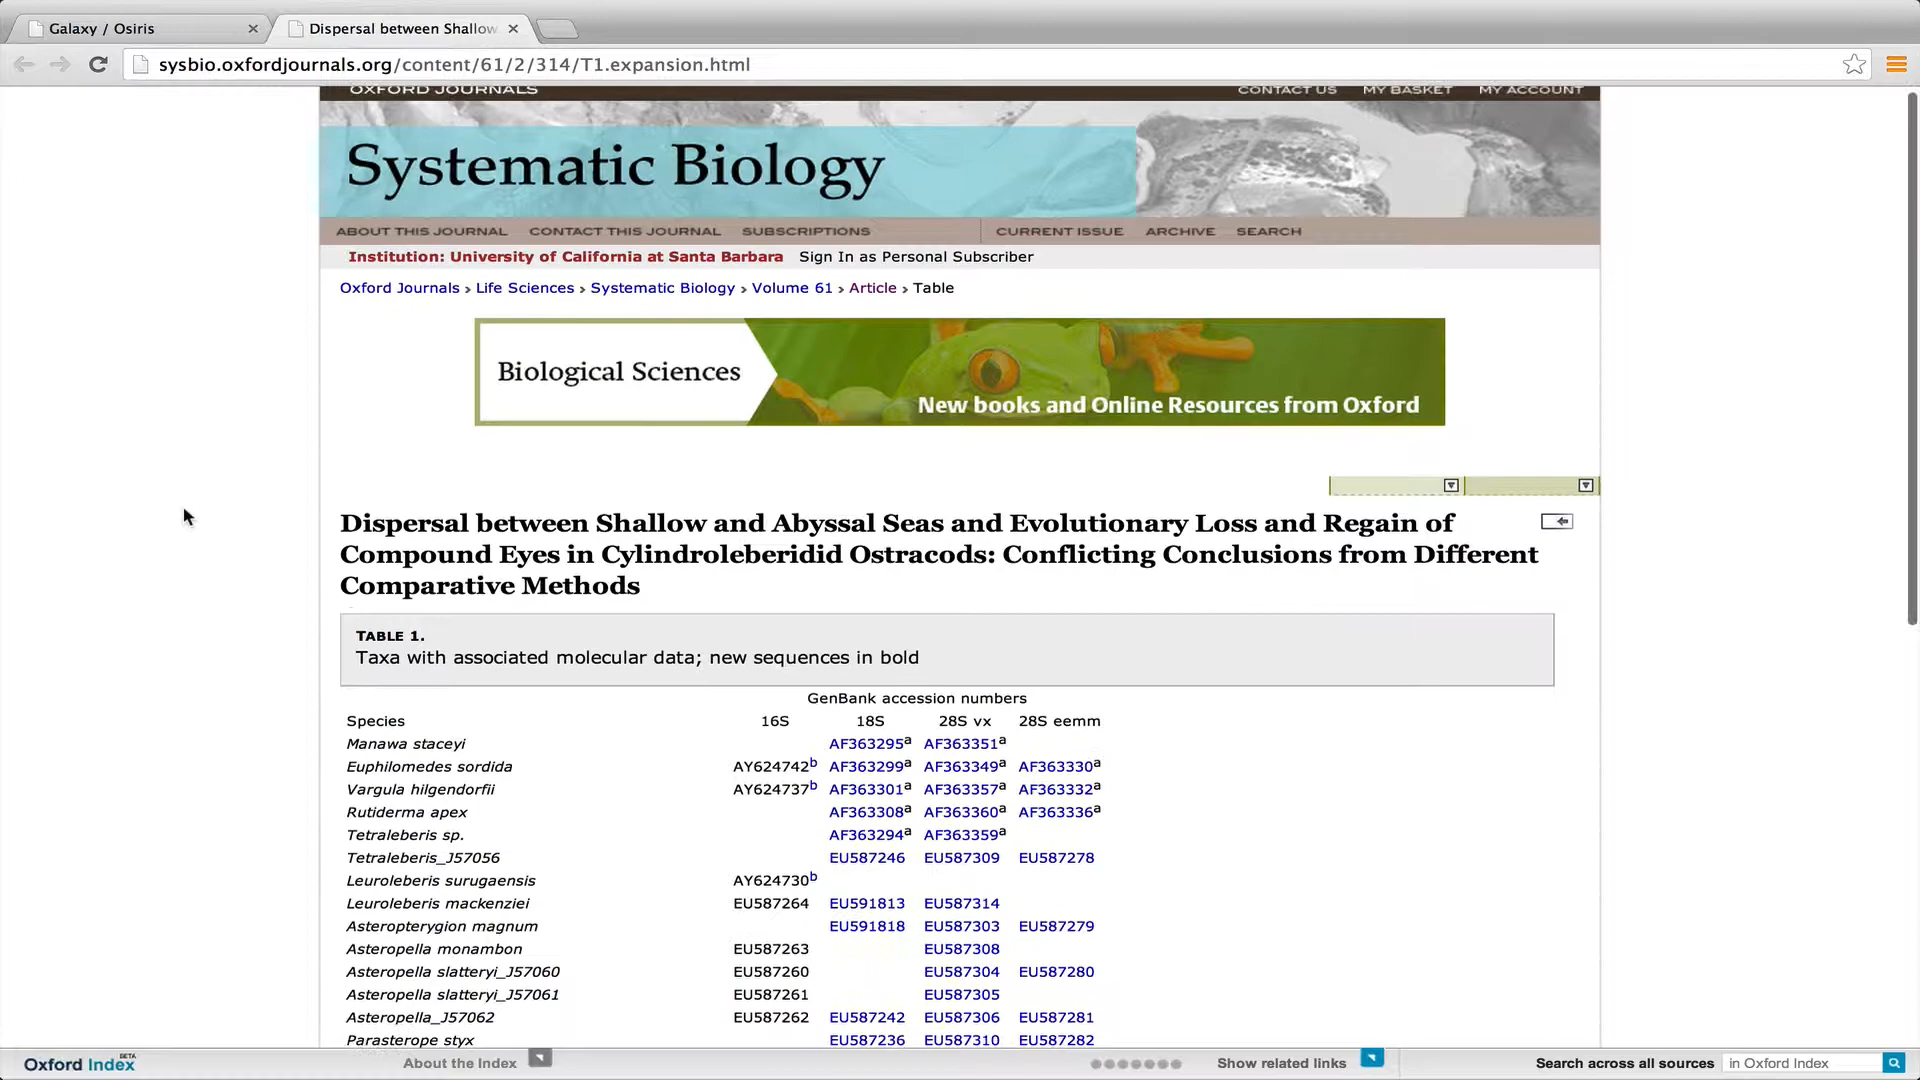 Galaxy / Osiris
Dispersal between Shallow
sysbio.oxfordjournals.org/content/61/2/314/T1.expansion.html
OXFORD JOURNALS CONTACT US MY BASKET MY ACCOUNT
Systematic Biology
ABOUT THIS JOURNAL CONTACT THIS JOURNAL SUBSCRIPTIONS CURRENT ISSUE ARCHIVE SEARCH
Institution: University of California at Santa Barbara Sign In as Personal Subscriber
Oxford Journals › Life Sciences › Systematic Biology › Volume 61 › Article › Table
Biological Sciences
New books and Online Resources from Oxford
Dispersal between Shallow and Abyssal Seas and Evolutionary Loss and Regain of
Compound Eyes in Cylindroleberidid Ostracods: Conflicting Conclusions from Different
Comparative Methods
TABLE 1.
Taxa with associated molecular data; new sequences in bold
GenBank accession numbers
Species 16S 18S 28S vx 28S eemm
Manawa staceyi AF363295a AF363351a
Euphilomedes sordida AY624742b AF363299a AF363349a AF363330a
Vargula hilgendorfii AY624737b AF363301a AF363357a AF363332a
Rutiderma apex AF363308a AF363360a AF363336a
Tetraleberis sp. AF363294a AF363359a
Tetraleberis_J57056 EU587246 EU587309 EU587278
Leuroleberis surugaensis AY624730b
Leuroleberis mackenziei EU587264 EU591813 EU587314
Asteropterygion magnum EU591818 EU587303 EU587279
Asteropella monambon EU587263 EU587308
Asteropella slatteryi_J57060 EU587260 EU587304 EU587280
Asteropella slatteryi_J57061 EU587261 EU587305
Asteropella_J57062 EU587262 EU587242 EU587306 EU587281
Parasterope styx EU587236 EU587310 EU587282
Oxford Index BETA About the Index Show related links Search across all sources in Oxford Index